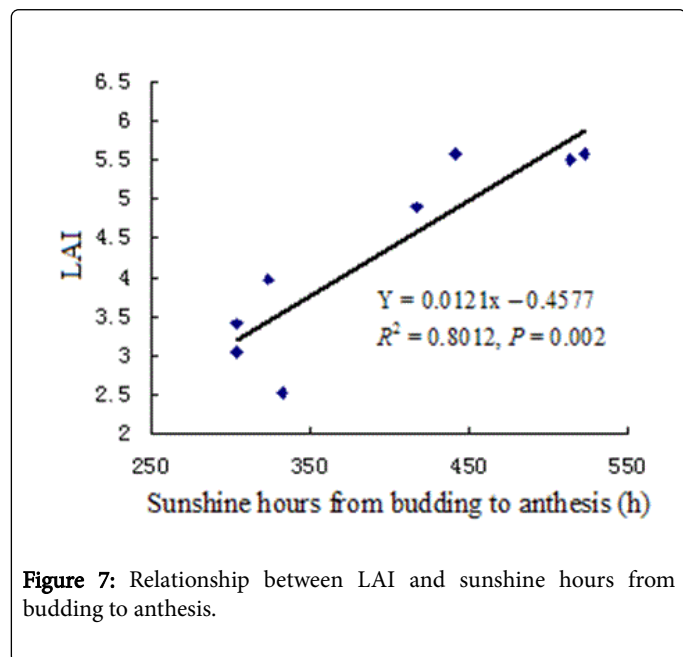 6.5
6
5.5
5
4.5
4
3.5
3
2.5
2
LAI
Y = 0.0121x −0.4577
R² = 0.8012, P = 0.002
250 350 450 550
Sunshine hours from budding to anthesis (h)
Figure 7: Relationship between LAI and sunshine hours from
budding to anthesis.